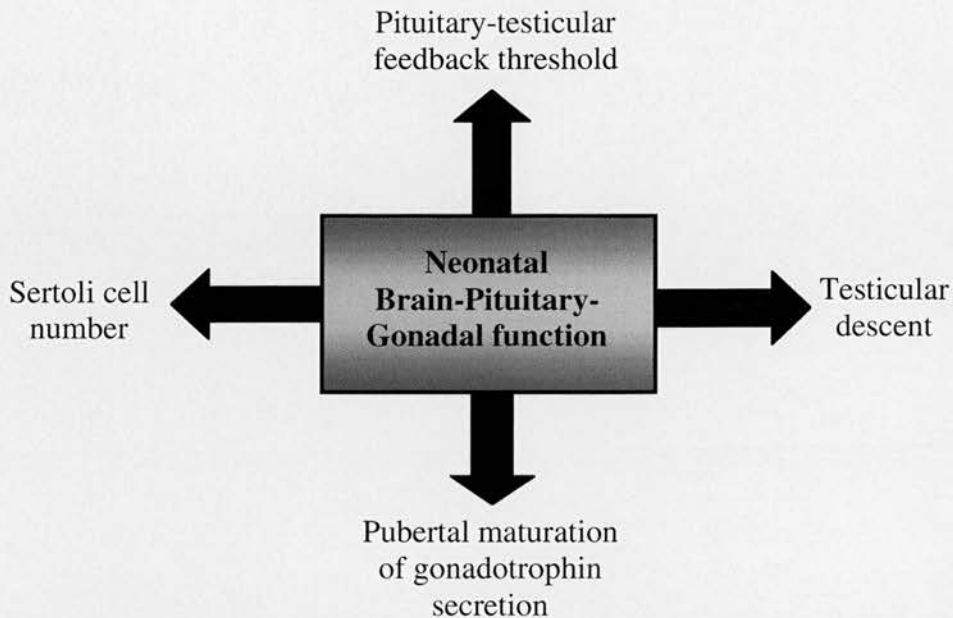 Pituitary-testicular
feedback threshold
Neonatal
Brain-Pituitary-
Gonadal function
Sertoli cell
number
Testicular
descent
Pubertal maturation
of gonadotrophin
secretion